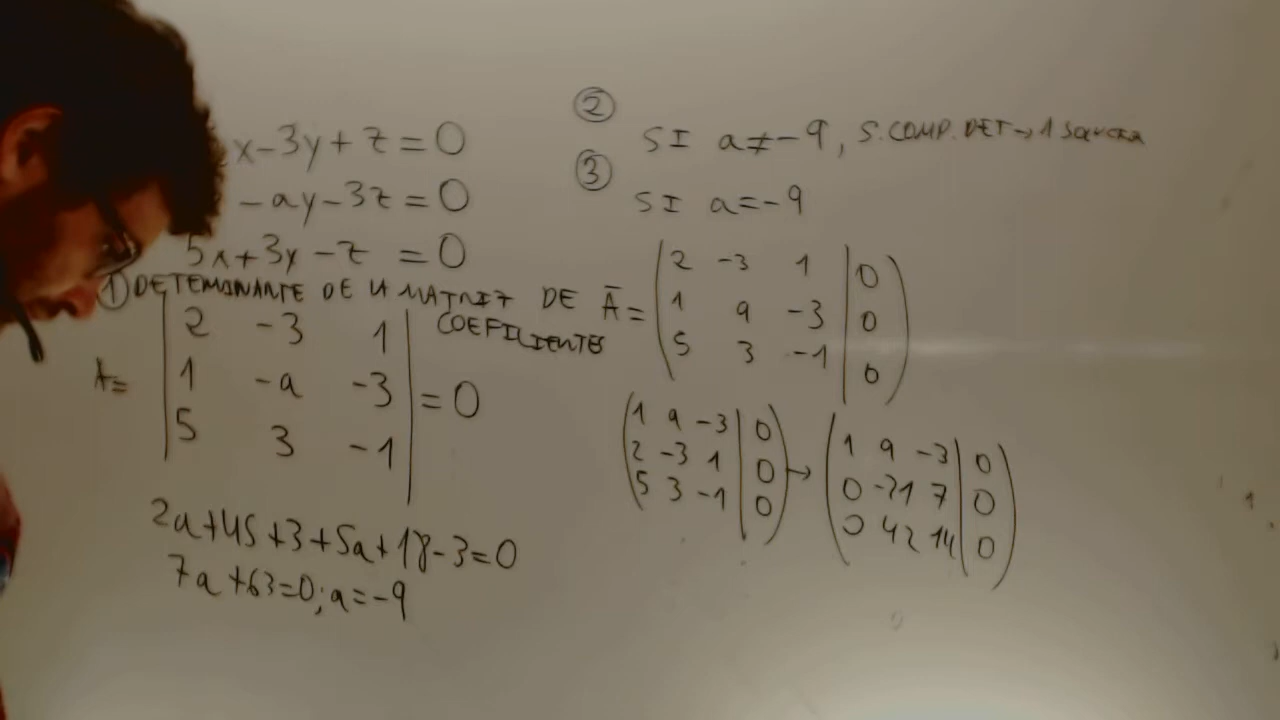 x-3y+z=0
-ay-3z=0
5x+3y-z=0
① DETEMONANTE DE LA MATRIZ DE
COEFILIENTES
A= | 2 -3 1 |
| 1 -a -3 | =0
| 5 3 -1 |
2a+45+3+5a+18-3=0
7a+63=0; a=-9
②
SI a≠-9, S.COMP.DET→1
③
SI a=-9
Ā= ( 2 -3 1 | 0 )
( 1 9 -3 | 0 )
( 5 3 -1 | 0 )
( 1 9 -3 | 0 ) → ( 1 9 -3 | 0 )
( 2 -3 1 | 0 ) ( 0 -21 7 | 0 )
( 5 3 -1 | 0 ) ( 0 42 14 | 0 )